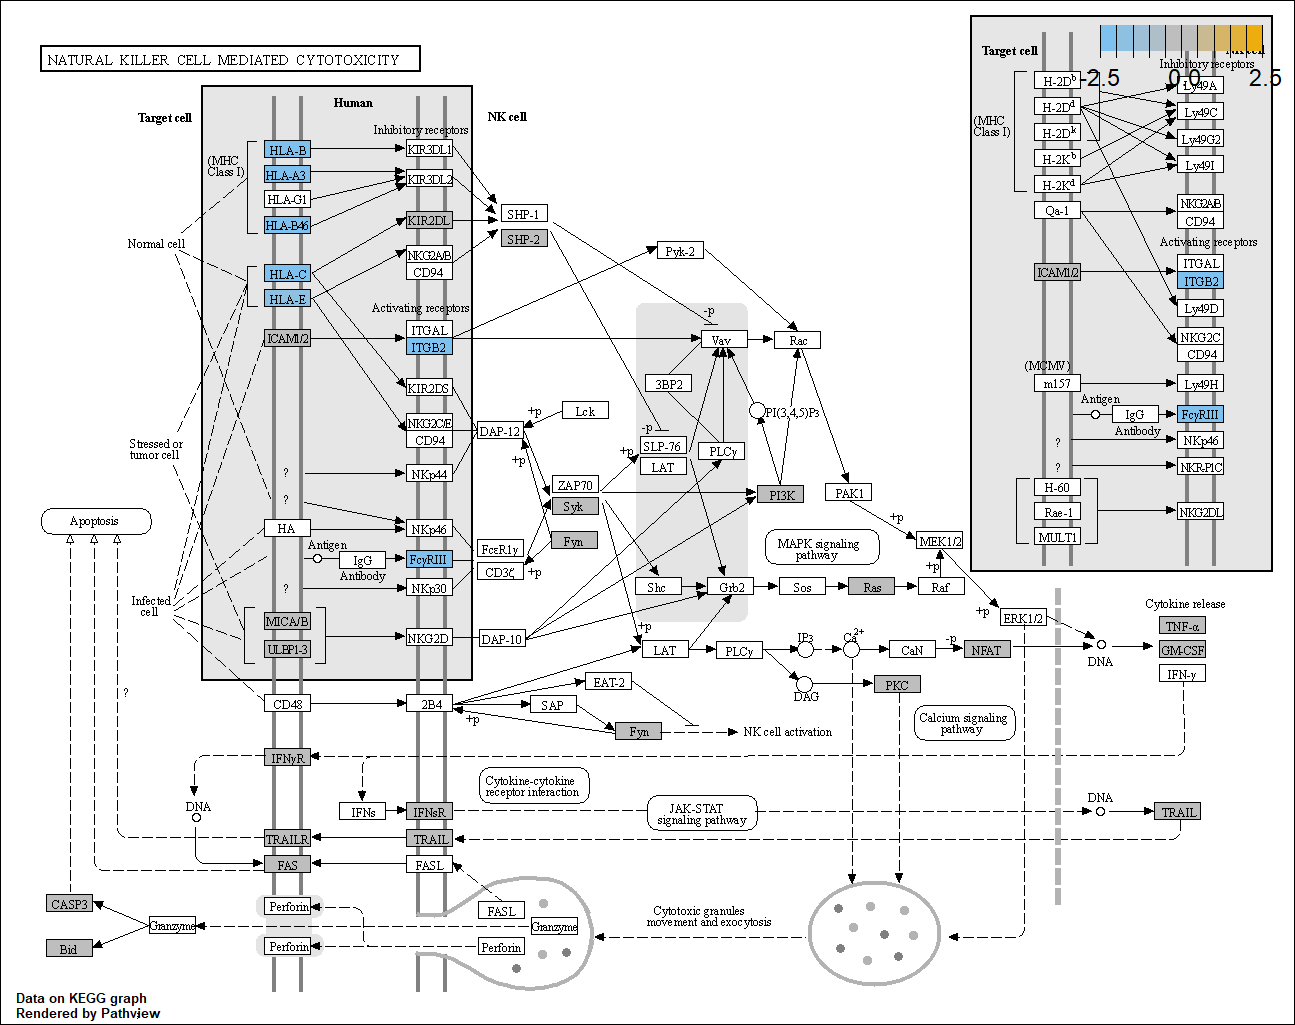 NATURAL KILLER CELL MEDIATED CYTOTOXICITY
Target cell
Human
NK cell
Inhibitory receptors
(MHC
Class I)
HLA-B
HLA-A3
HLA-G1
HLA-B46
HLA-C
HLA-E
ICAM1/2
KIR3DL1
KIR3DL2
KIR2DL
NKG2A/B
CD94
Activating receptors
ITGAL
ITGB2
KIR2DS
NKG2C/E
CD94
NKp44
NKp46
FcγRIII
NKp30
NKG2D
Normal cell
Stressed or
tumor cell
Infected
cell
?
?
HA
Antigen
IgG
Antibody
?
MICA/B
ULBP1-3
CD48
2B4
SHP-1
SHP-2
Pyk-2
-p
Vav
Rac
3BP2
PI(3,4,5)P3
Lck
+p
DAP-12
+p
-p
SLP-76
LAT
+p
PLCγ
ZAP70
Syk
Fyn
PI3K
PAK1
+p
FcεR1γ
CD3ζ
+p
MAPK signaling
pathway
MEK1/2
+p
Shc
Grb2
Sos
Ras
Raf
+p
ERK1/2
DAP-10
+p
LAT
PLCγ
IP3
Ca2+
CaN
-p
NFAT
DNA
DAG
PKC
Cytokine release
TNF-α
GM-CSF
IFN-γ
EAT-2
SAP
+p
Fyn
NK cell activation
Calcium signaling
pathway
Apoptosis
?
IFNγR
DNA
IFNs
IFNsR
Cytokine-cytokine
receptor interaction
JAK-STAT
signaling pathway
DNA
TRAIL
TRAILR
TRAIL
FAS
FASL
CASP3
Bid
Granzyme
Perforin
Perforin
FASL
Granzyme
Perforin
Cytotoxic granules
movement and exocytosis
Target cell
NK cell
Inhibitory receptors
-2.5
0.0
2.5
(MHC
Class I)
H-2Db
H-2Dd
H-2Dk
H-2Kb
H-2Kd
Qa-1
ICAM1/2
Ly49A
Ly49C
Ly49G2
Ly49I
NKG2A/B
CD94
Activating receptors
ITGAL
ITGB2
Ly49D
NKG2C
CD94
(MCMV)
m157
Ly49H
Antigen
IgG
Antibody
FcγRIII
?
NKp46
?
NKR-P1C
H-60
Rae-1
MULT1
NKG2DL
Data on KEGG graph
Rendered by Pathview